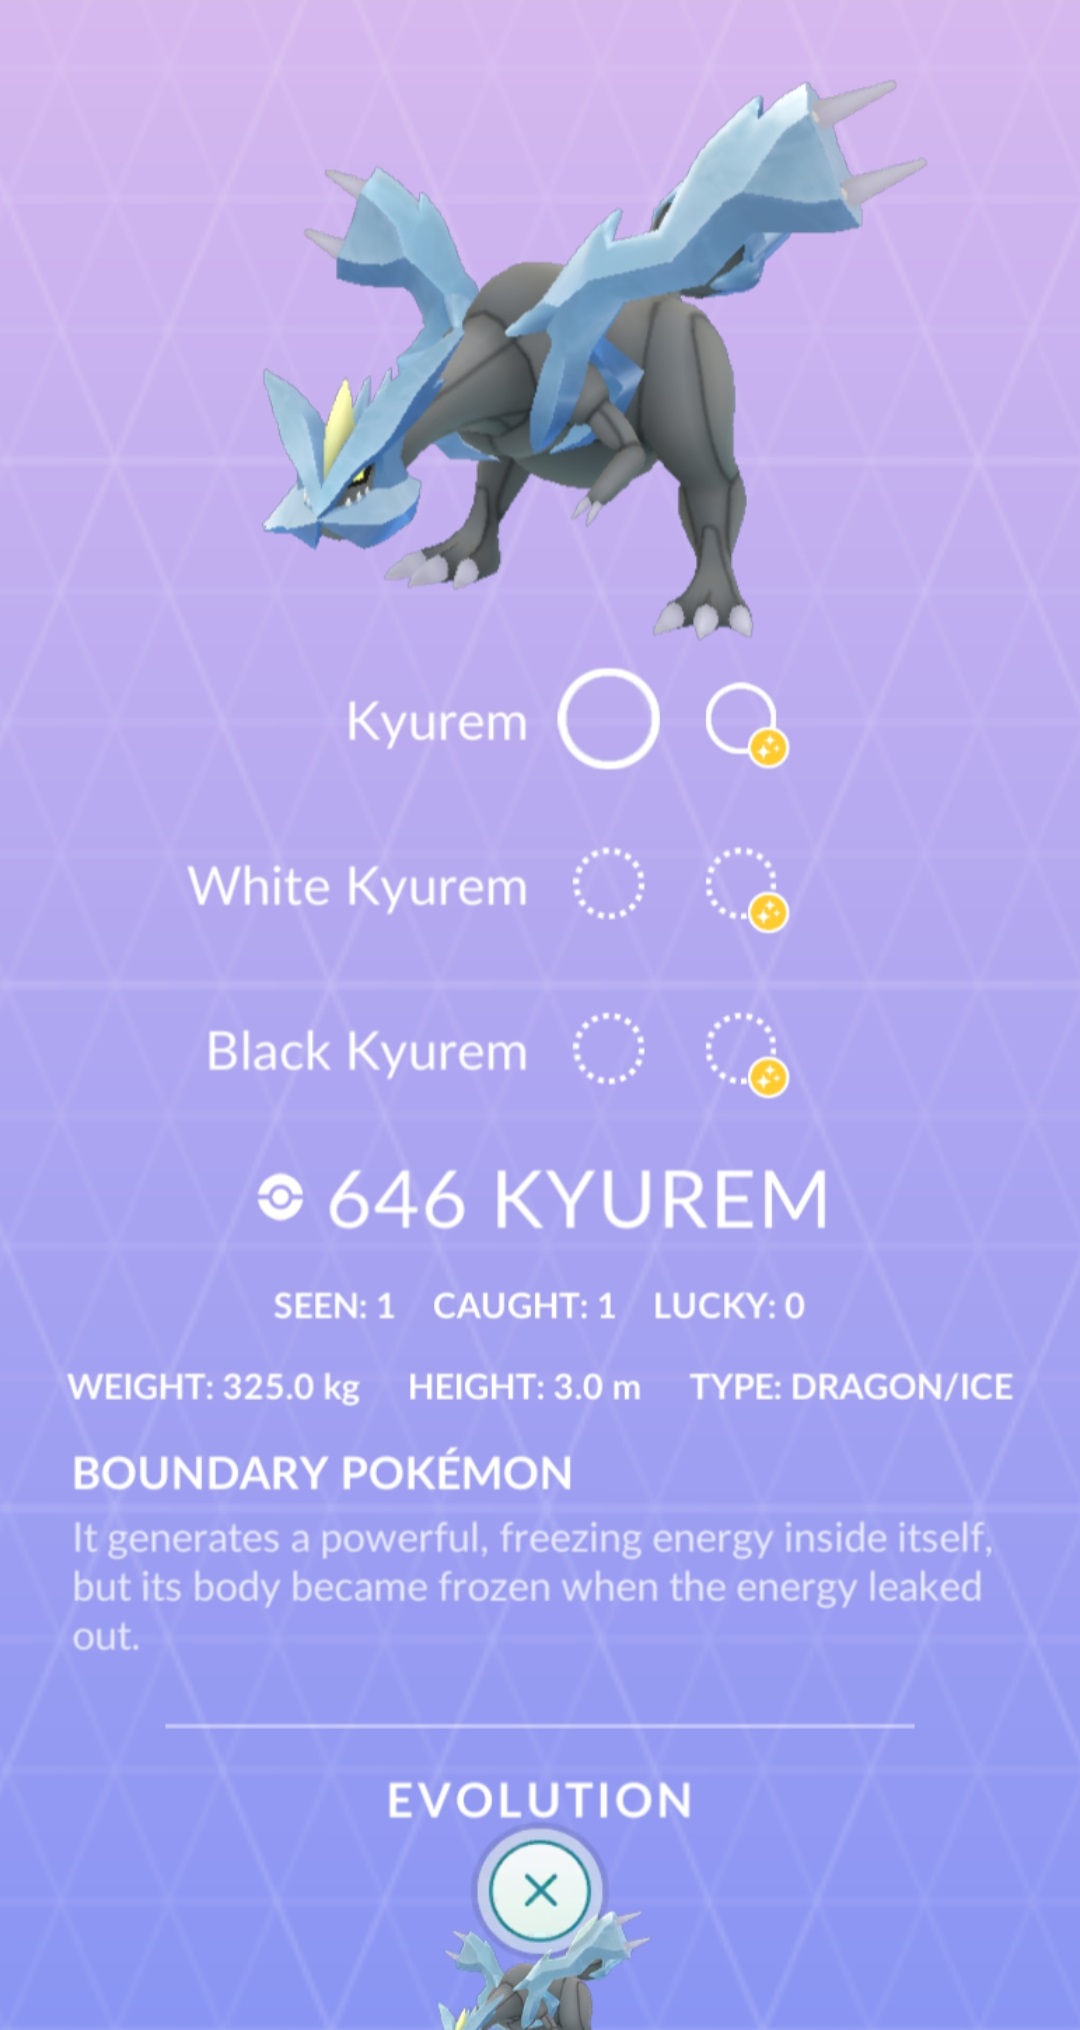 Kyurem
White Kyurem
Black Kyurem
646 KYUREM
SEEN: 1 CAUGHT: 1 LUCKY: 0
WEIGHT: 325.0 kg HEIGHT: 3.0 m TYPE: DRAGON/ICE
BOUNDARY POKÉMON
It generates a powerful, freezing energy inside itself,
but its body became frozen when the energy leaked
out.
EVOLUTION